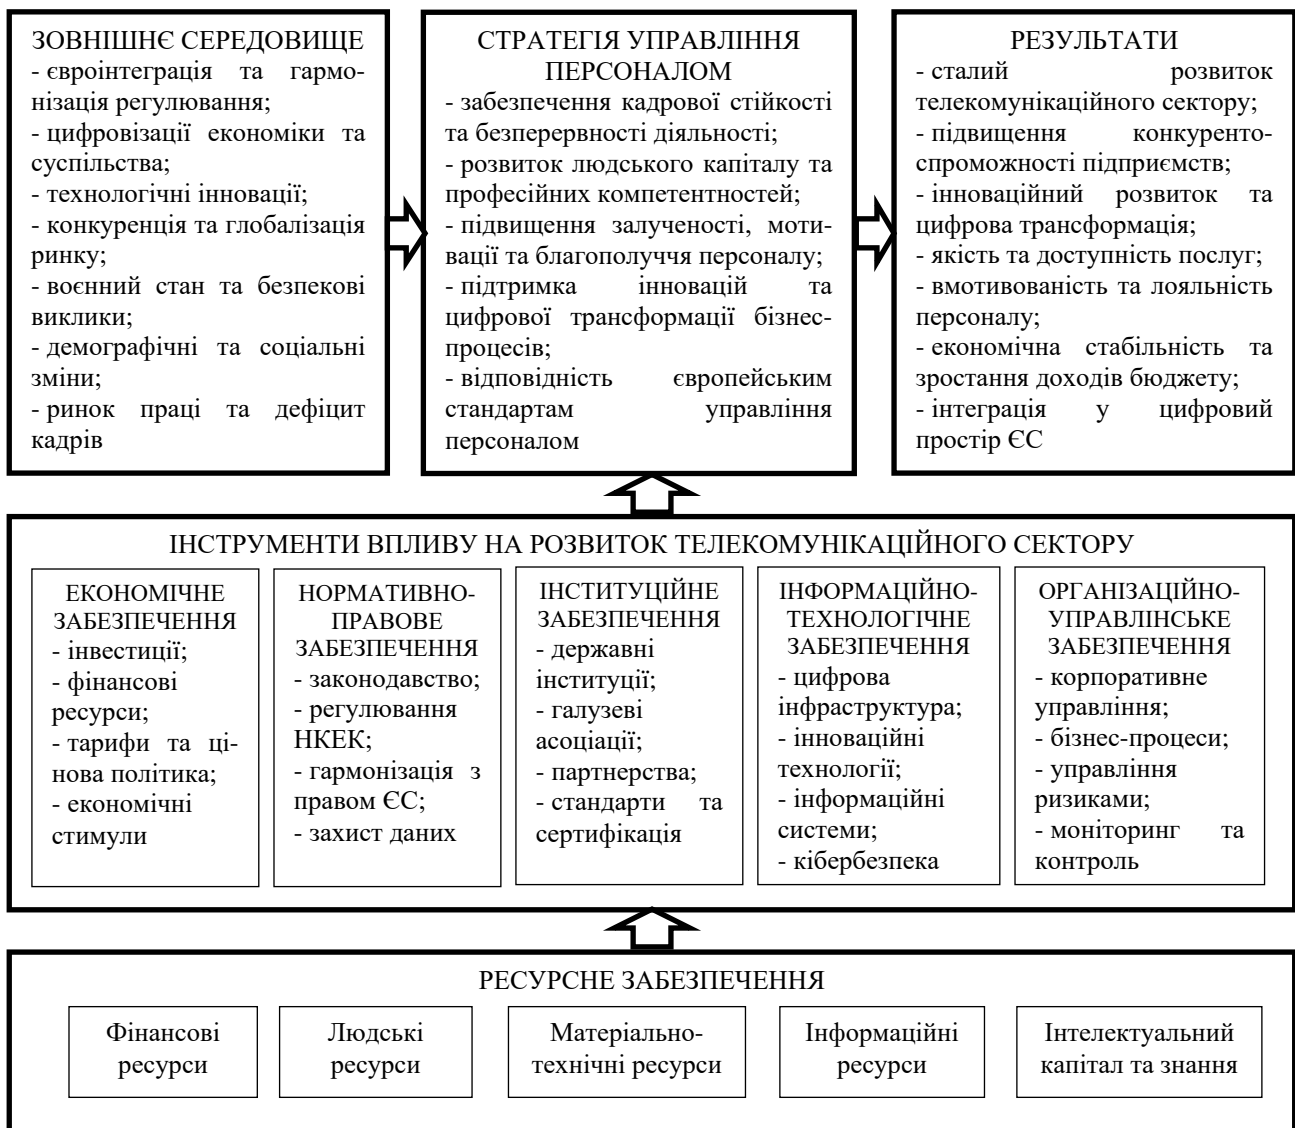 ЗОВНІШНЄ СЕРЕДОВИЩЕ
- євроінтеграція та гармо-
нізація регулювання;
- цифровізації економіки та
суспільства;
- технологічні інновації;
- конкуренція та глобалізація
ринку;
- воєнний стан та безпекові
виклики;
- демографічні та соціальні
зміни;
- ринок праці та дефіцит
кадрів
СТРАТЕГІЯ УПРАВЛІННЯ
ПЕРСОНАЛОМ
- забезпечення кадрової стійкості
та безперервності діяльності;
- розвиток людського капіталу та
професійних компетентностей;
- підвищення залученості, моти-
вації та благополуччя персоналу;
- підтримка інновацій та
цифрової трансформації бізнес-
процесів;
- відповідність європейським
стандартам управління
персоналом
РЕЗУЛЬТАТИ
- сталий розвиток
телекомунікаційного сектору;
- підвищення конкуренто-
спроможності підприємств;
- інноваційний розвиток та
цифрова трансформація;
- якість та доступність послуг;
- вмотивованість та лояльність
персоналу;
- економічна стабільність та
зростання доходів бюджету;
- інтеграція у цифровий
простір ЄС
ІНСТРУМЕНТИ ВПЛИВУ НА РОЗВИТОК ТЕЛЕКОМУНІКАЦІЙНОГО СЕКТОРУ
ЕКОНОМІЧНЕ
ЗАБЕЗПЕЧЕННЯ
- інвестиції;
- фінансові
ресурси;
- тарифи та ці-
нова політика;
- економічні
стимули
НОРМАТИВНО-
ПРАВОВЕ
ЗАБЕЗПЕЧЕННЯ
- законодавство;
- регулювання
НКЕК;
- гармонізація з
правом ЄС;
- захист даних
ІНСТИТУЦІЙНЕ
ЗАБЕЗПЕЧЕННЯ
- державні
інституції;
- галузеві
асоціації;
- партнерства;
- стандарти та
сертифікація
ІНФОРМАЦІЙНО-
ТЕХНОЛОГІЧНЕ
ЗАБЕЗПЕЧЕННЯ
- цифрова
інфраструктура;
- інноваційні
технології;
- інформаційні
системи;
- кібербезпека
ОРГАНІЗАЦІЙНО-
УПРАВЛІНСЬКЕ
ЗАБЕЗПЕЧЕННЯ
- корпоративне
управління;
- бізнес-процеси;
- управління
ризиками;
- моніторинг та
контроль
РЕСУРСНЕ ЗАБЕЗПЕЧЕННЯ
Фінансові
ресурси
Людські
ресурси
Матеріально-
технічні ресурси
Інформаційні
ресурси
Інтелектуальний
капітал та знання